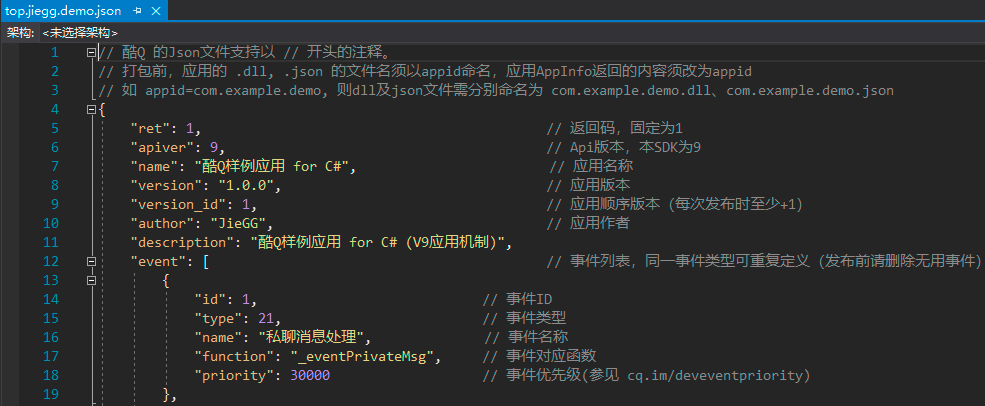 top.jiegg.demo.json
架构: <未选择架构>
1 // 酷Q 的Json文件支持以 // 开头的注释。
2 // 打包前，应用的 .dll, .json 的文件名须以appid命名，应用AppInfo返回的内容须改为appid
3 // 如 appid=com.example.demo, 则dll及json文件需分别命名为 com.example.demo.dll、com.example.demo.json
4 {
5 "ret": 1, // 返回码，固定为1
6 "apiver": 9, // Api版本，本SDK为9
7 "name": "酷Q样例应用 for C#", // 应用名称
8 "version": "1.0.0", // 应用版本
9 "version_id": 1, // 应用顺序版本（每次发布时至少+1）
10 "author": "JieGG", // 应用作者
11 "description": "酷Q样例应用 for C# (V9应用机制)",
12 "event": [ // 事件列表，同一事件类型可重复定义（发布前请删除无用事件）
13 {
14 "id": 1, // 事件ID
15 "type": 21, // 事件类型
16 "name": "私聊消息处理", // 事件名称
17 "function": "_eventPrivateMsg", // 事件对应函数
18 "priority": 30000 // 事件优先级(参见 cq.im/deveventpriority)
19 },